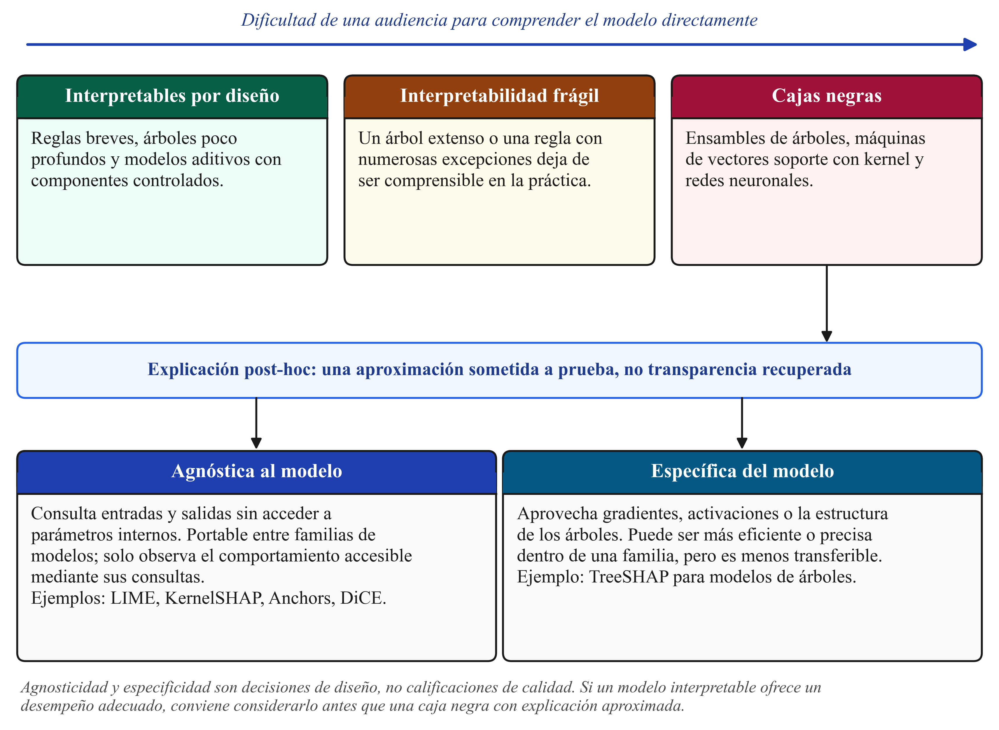 Dificultad de una audiencia para comprender el modelo directamente
Interpretables por diseño
Reglas breves, árboles poco
profundos y modelos aditivos con
componentes controlados.
Interpretabilidad frágil
Un árbol extenso o una regla con
numerosas excepciones deja de
ser comprensible en la práctica.
Cajas negras
Ensambles de árboles, máquinas
de vectores soporte con kernel y
redes neuronales.
Explicación post-hoc: una aproximación sometida a prueba, no transparencia recuperada
Agnóstica al modelo
Consulta entradas y salidas sin acceder a
parámetros internos. Portable entre familias de
modelos; solo observa el comportamiento accesible
mediante sus consultas.
Ejemplos: LIME, KernelSHAP, Anchors, DiCE.
Específica del modelo
Aprovecha gradientes, activaciones o la estructura
de los árboles. Puede ser más eficiente o precisa
dentro de una familia, pero es menos transferible.
Ejemplo: TreeSHAP para modelos de árboles.
Agnosticidad y especificidad son decisiones de diseño, no calificaciones de calidad. Si un modelo interpretable ofrece un
desempeño adecuado, conviene considerarlo antes que una caja negra con explicación aproximada.